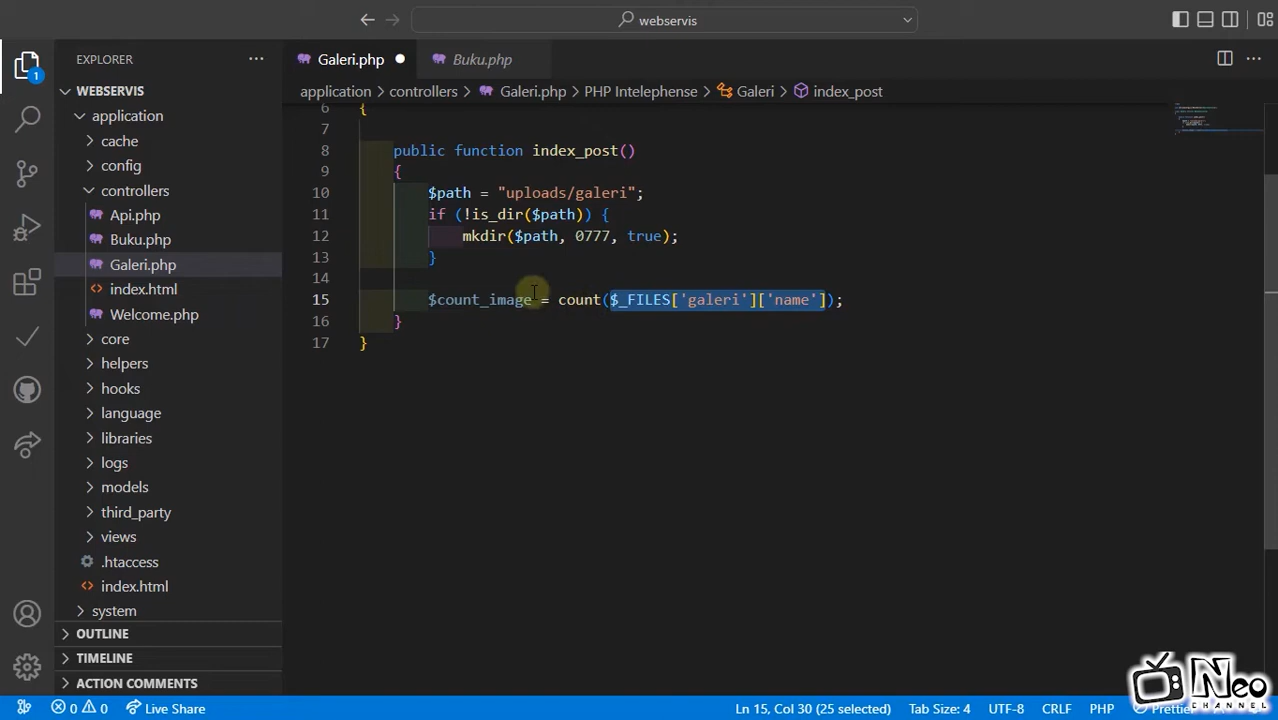 webservis
EXPLORER
Galeri.php
Buku.php
WEBSERVIS
application
controllers
Galeri.php
PHP Intelephense
Galeri
index_post
application
cache
config
controllers
Api.php
Buku.php
Galeri.php
index.html
Welcome.php
core
helpers
hooks
language
libraries
logs
models
third_party
views
.htaccess
index.html
system
OUTLINE
TIMELINE
ACTION COMMENTS
1
6 {
7
8 public function index_post()
9 {
10 $path = "uploads/galeri";
11 if (!is_dir($path)) {
12 mkdir($path, 0777, true);
13 }
14
15 $count_image = count($_FILES['galeri']['name']);
16 }
17 }
Neo
CHANNEL
0 0 Live Share
Ln 15, Col 30 (25 selected) Tab Size: 4 UTF-8 CRLF PHP Prettier